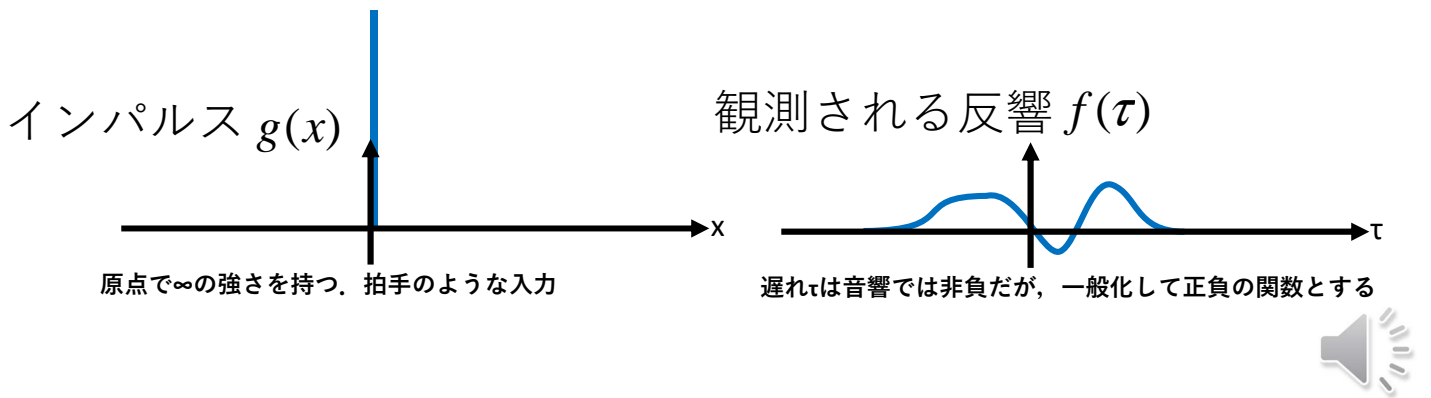 インパルス g(x)
x
原点で∞の強さを持つ．拍手のような入力
観測される反響 f(τ)
τ
遅れτは音響では非負だが，一般化して正負の関数とする